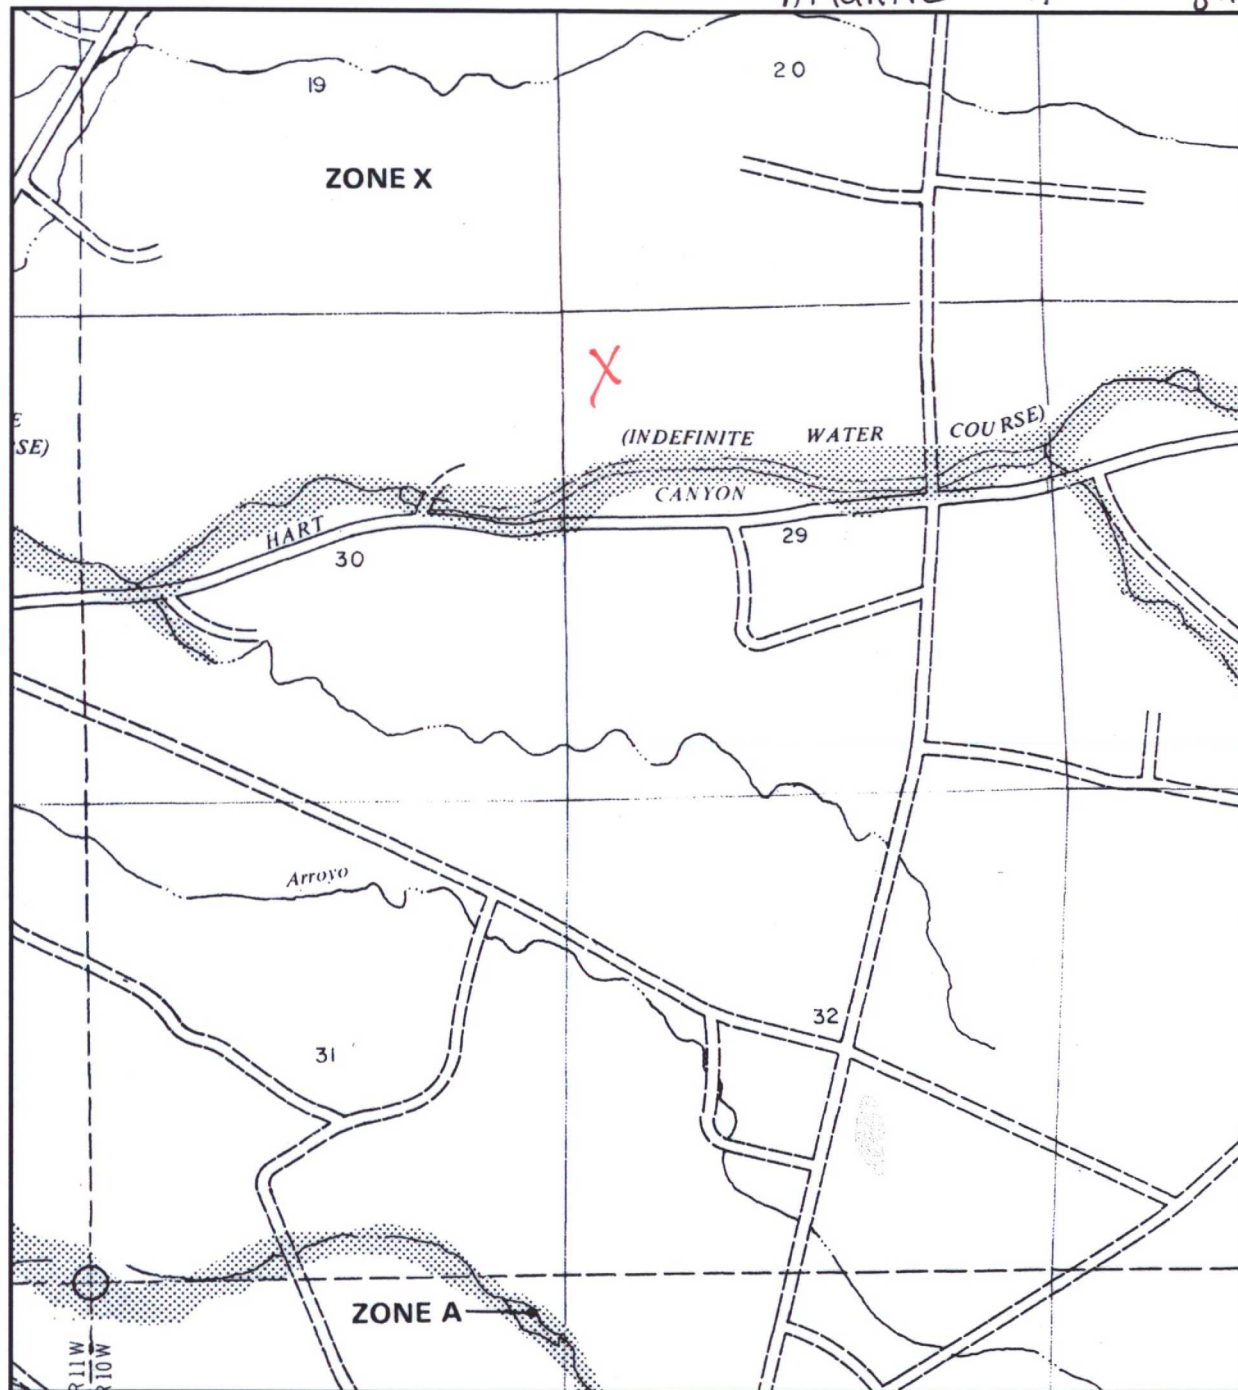 19
20
ZONE X
X
(INDEFINITE WATER COURSE)
E
SE)
CANYON
HART
29
30
Arroyo
32
31
ZONE A
R11W
R10W